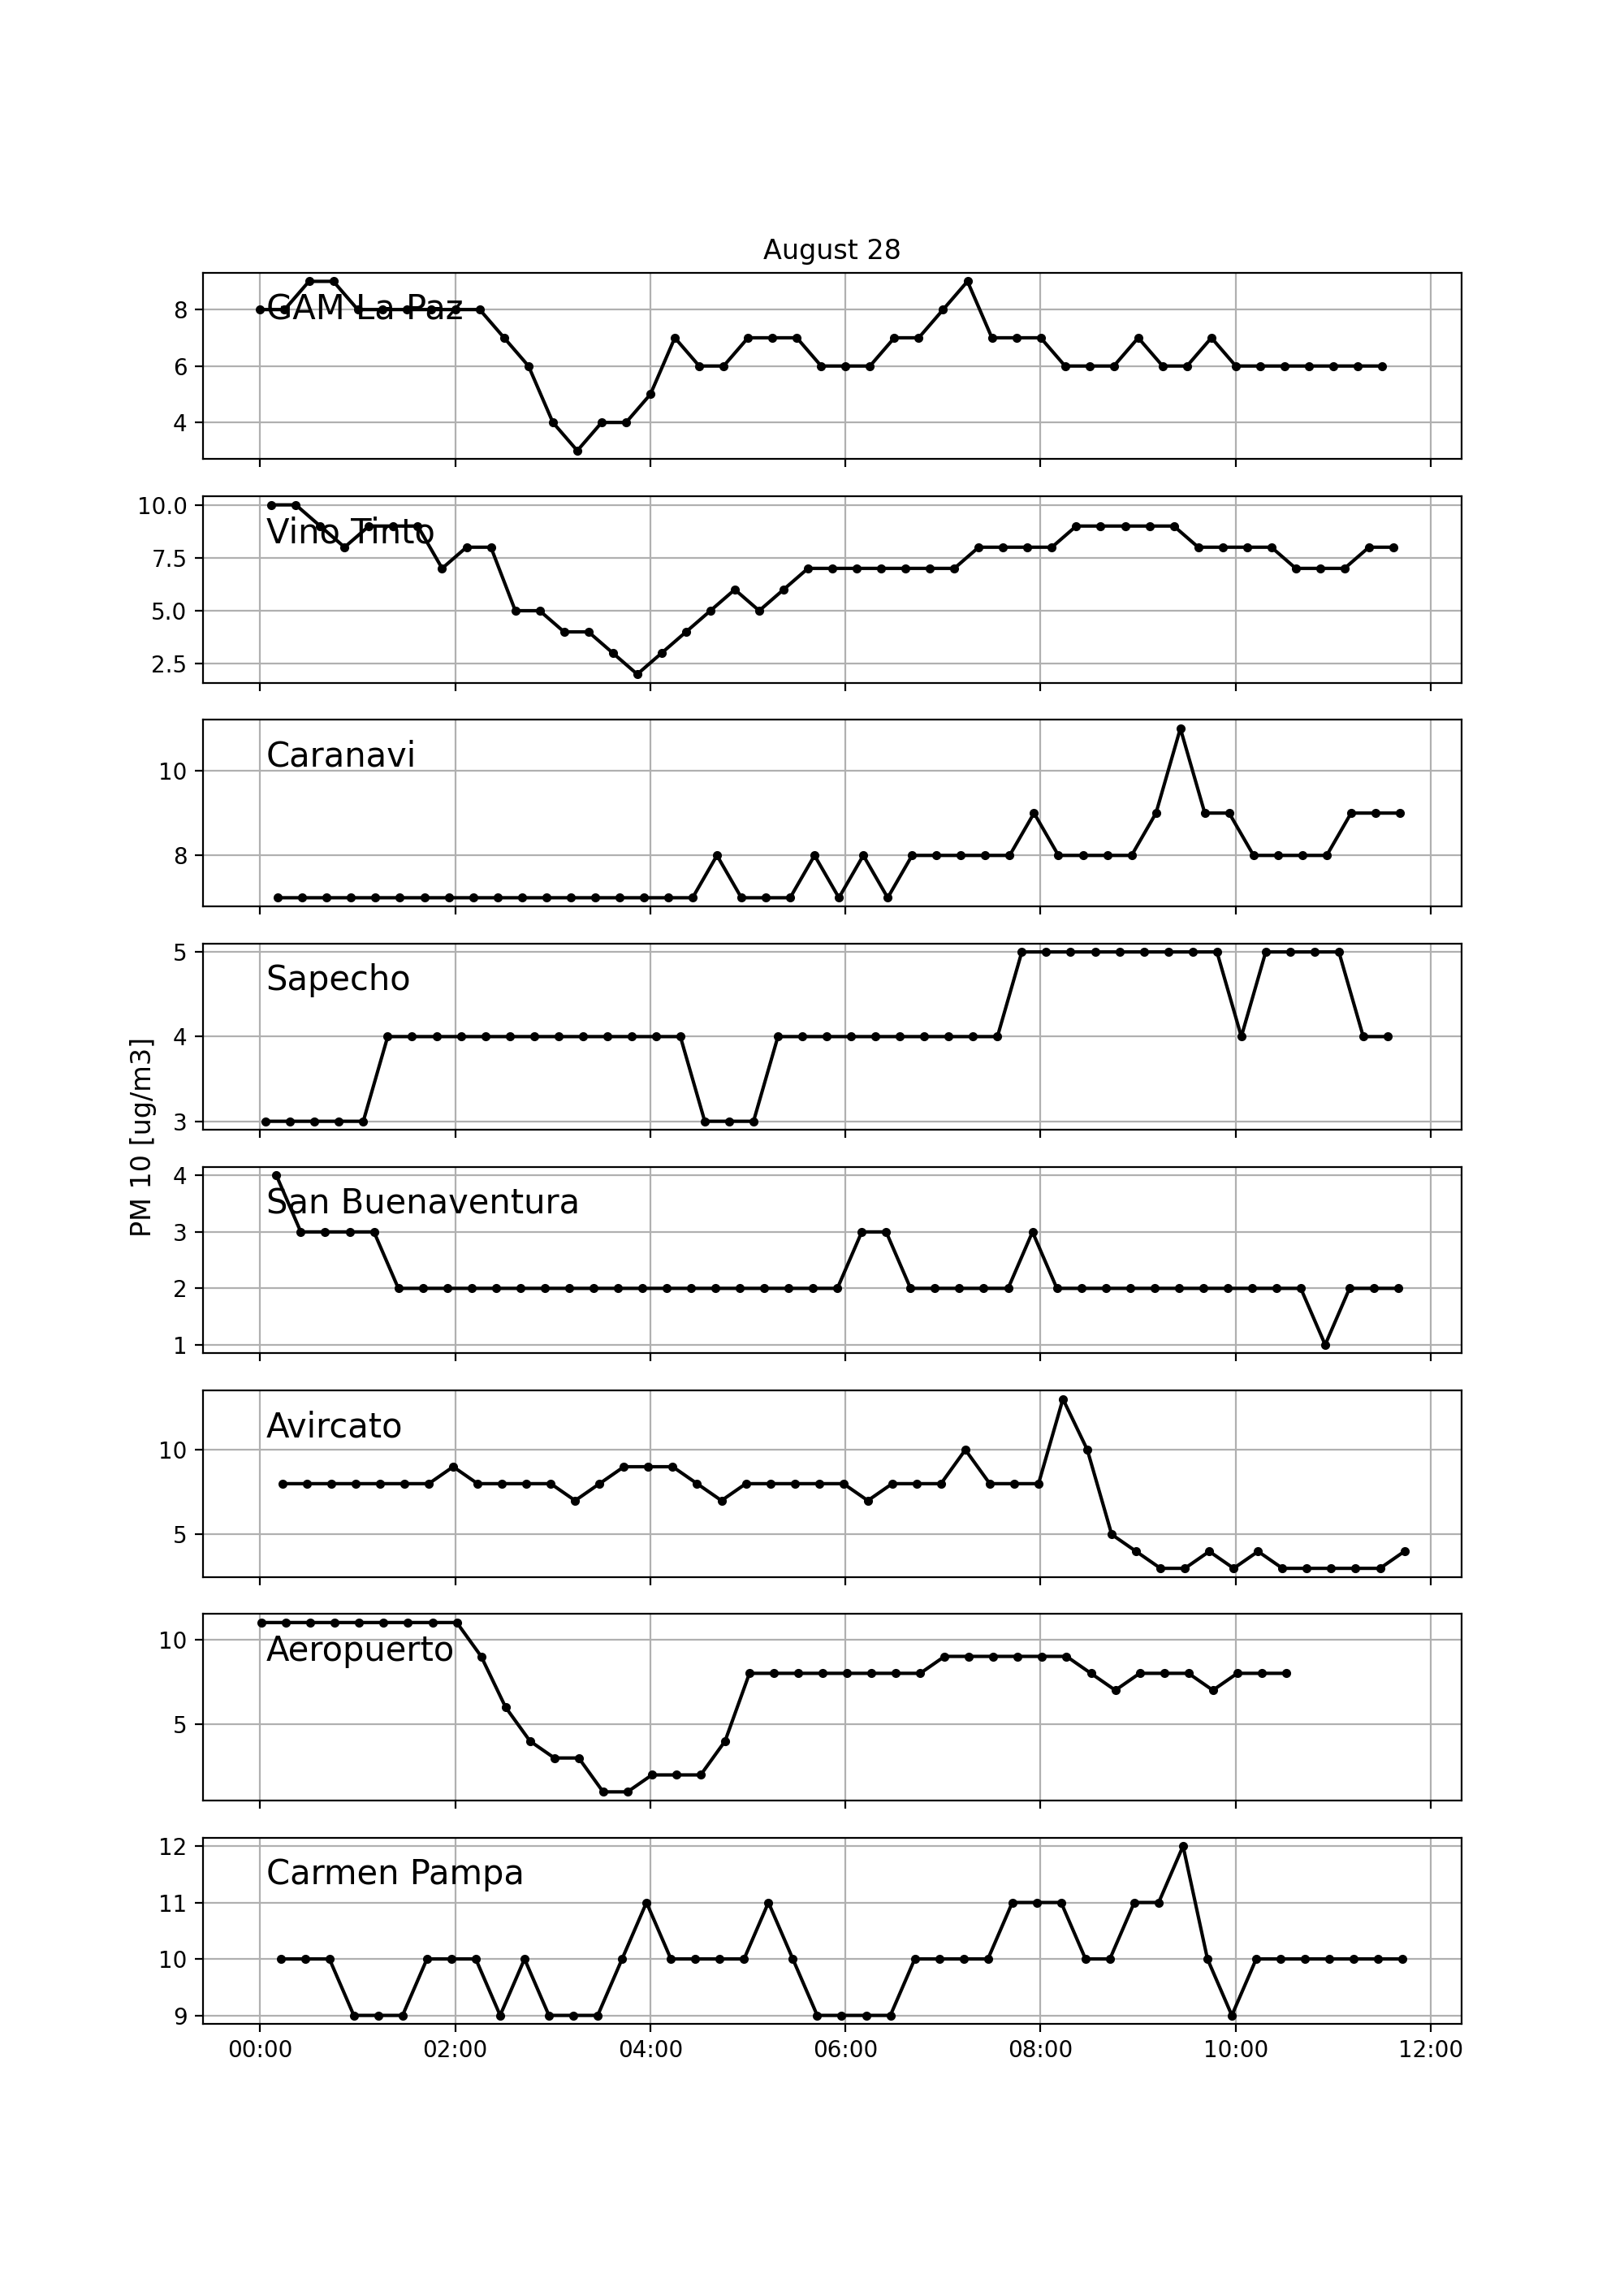 August 28
GAM La Paz
8
6
4
Vino Tinto
10.0
7.5
5.0
2.5
Caranavi
10
8
Sapecho
5
4
3
PM 10 [ug/m3]
San Buenaventura
4
3
2
1
Avircato
10
5
Aeropuerto
10
5
Carmen Pampa
12
11
10
9
00:00 02:00 04:00 06:00 08:00 10:00 12:00